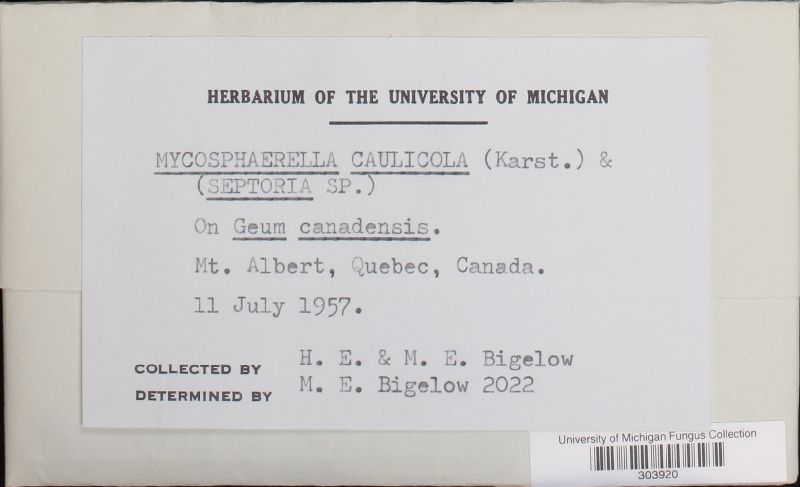 HERBARIUM OF THE UNIVERSITY OF MICHIGAN
MYCOSPHAERELLA CAULICOLA (Karst.) &
(SEPTORIA SP.)
On Geum canadensis.
Mt. Albert, Quebec, Canada.
11 July 1957.
COLLECTED BY H. E. & M. E. Bigelow
DETERMINED BY M. E. Bigelow 2022
University of Michigan Fungus Collection
303920